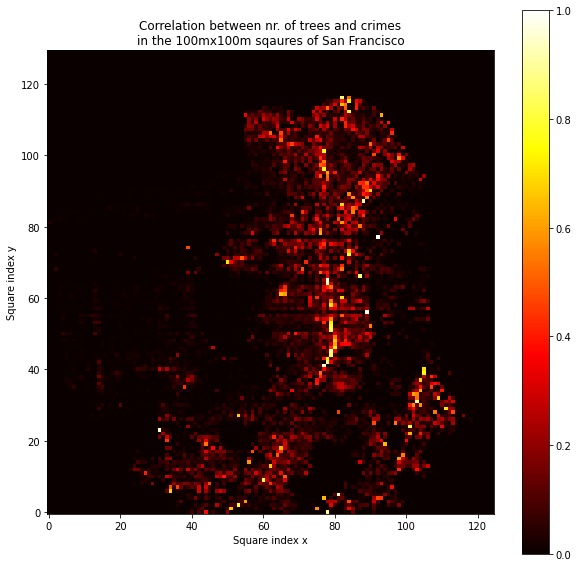 Correlation between nr. of trees and crimes
in the 100mx100m sqaures of San Francisco
1.0
0.8
0.6
0.4
0.2
0.0
Square index y
120
100
80
60
40
20
0
0 20 40 60 80 100 120
Square index x